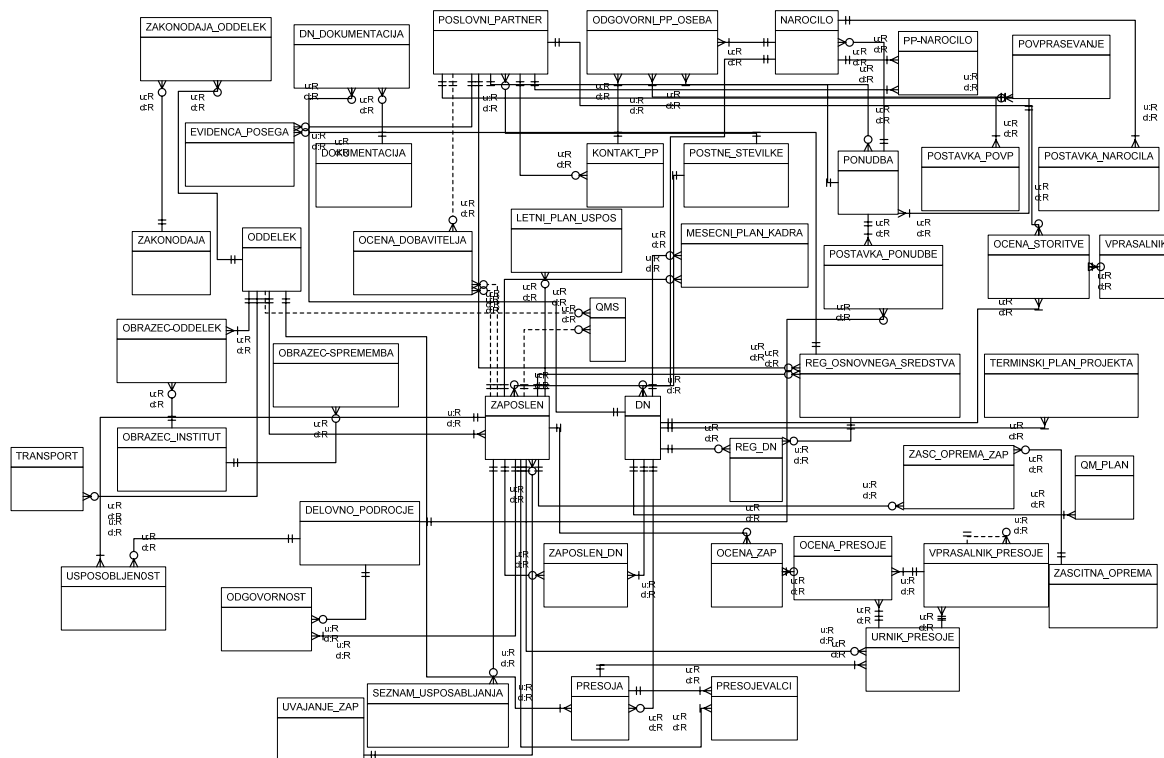 ZAKONODAJA_ODDELEK
DN_DOKUMENTACIJA
POSLOVNI_PARTNER
ODGOVORNI_PP_OSEBA
NAROCILO
PP-NAROCILO
POVPRASEVANJE
EVIDENCA_POSEGA
DOKUMENTACIJA
KONTAKT_PP
POSTNE_STEVILKE
PONUDBA
POSTAVKA_POVP
POSTAVKA_NAROCILA
ZAKONODAJA
ODDELEK
OCENA_DOBAVITELJA
LETNI_PLAN_USPOS
MESECNI_PLAN_KADRA
POSTAVKA_PONUDBE
OCENA_STORITVE
VPRASALNIK
OBRAZEC-ODDELEK
OBRAZEC-SPREMEMBA
QMS
REG_OSNOVNEGA_SREDSTVA
TERMINSKI_PLAN_PROJEKTA
ZAPOSLEN
DN
OBRAZEC_INSTITUT
TRANSPORT
REG_DN
ZASC_OPREMA_ZAP
QM_PLAN
DELOVNO_PODROCJE
USPOSOBLJENOST
ZAPOSLEN_DN
OCENA_ZAP
OCENA_PRESOJE
VPRASALNIK_PRESOJE
ZASCITNA_OPREMA
ODGOVORNOST
URNIK_PRESOJE
UVAJANJE_ZAP
SEZNAM_USPOSABLJANJA
PRESOJA
PRESOJEVALCI
u:R
d:R